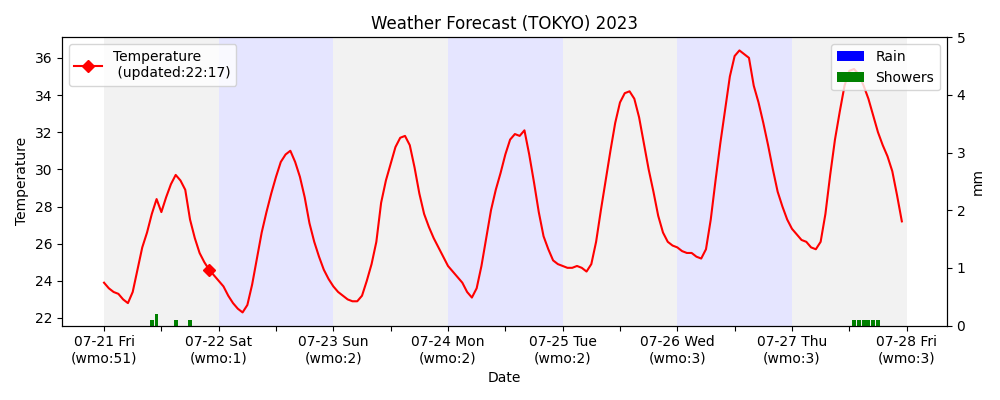 Weather Forecast (TOKYO) 2023
Temperature
(updated:22:17)
Rain
Showers
36
34
32
30
28
26
24
22
Temperature
5
4
3
2
1
0
mm
07-21 Fri
(wmo:51)
07-22 Sat
(wmo:1)
07-23 Sun
(wmo:2)
07-24 Mon
(wmo:2)
07-25 Tue
(wmo:2)
07-26 Wed
(wmo:3)
07-27 Thu
(wmo:3)
07-28 Fri
(wmo:3)
Date